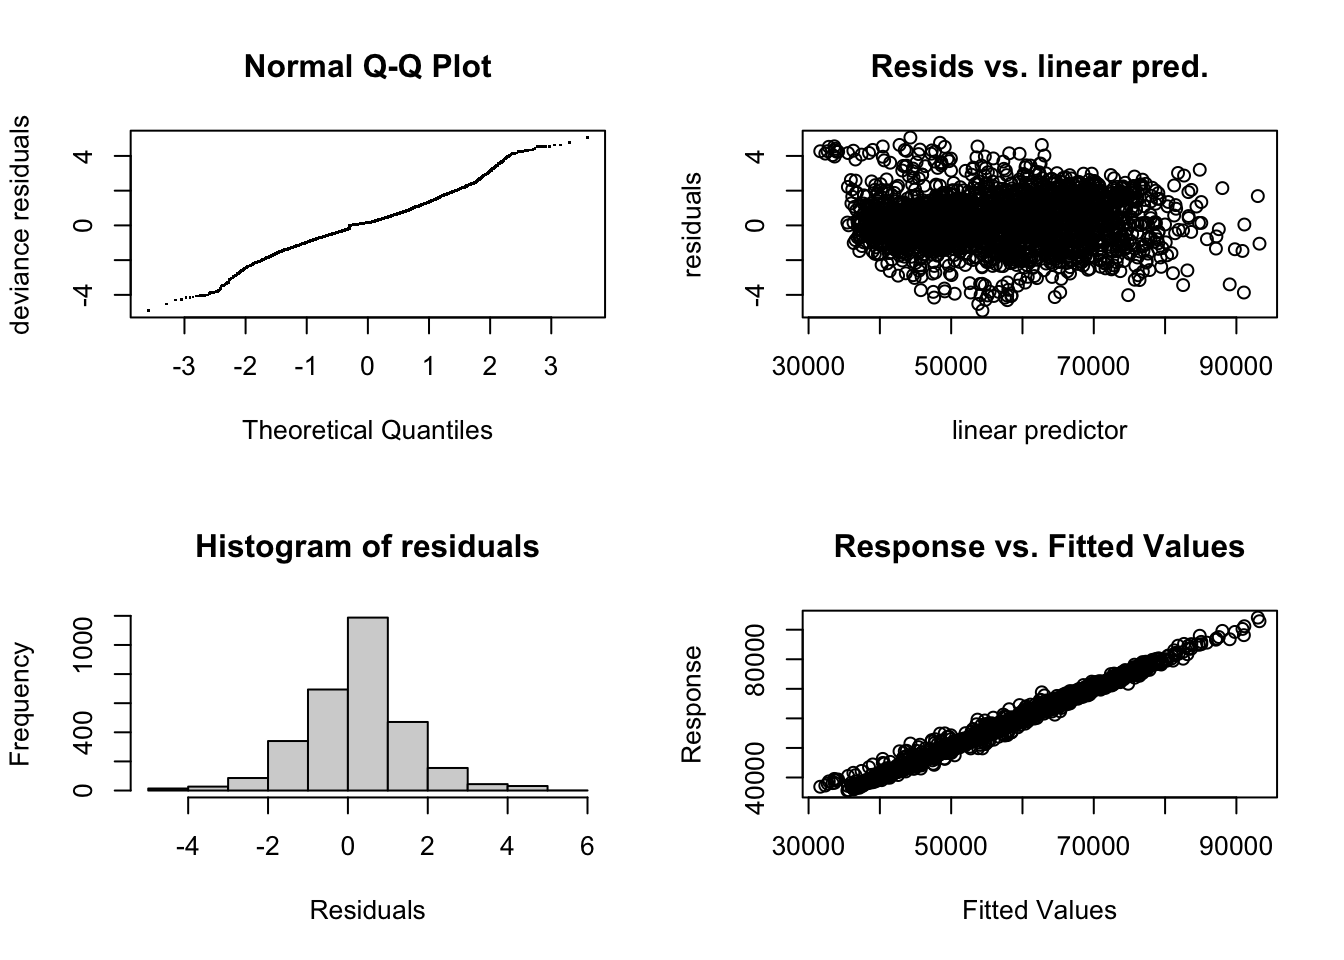 Normal Q-Q Plot
deviance residuals
4
0
-4
-3 -2 -1 0 1 2 3
Theoretical Quantiles
Resids vs. linear pred.
residuals
4
0
-4
30000 50000 70000 90000
linear predictor
Histogram of residuals
Frequency
1000
400
0
-4 -2 0 2 4 6
Residuals
Response vs. Fitted Values
Response
80000
40000
30000 50000 70000 90000
Fitted Values